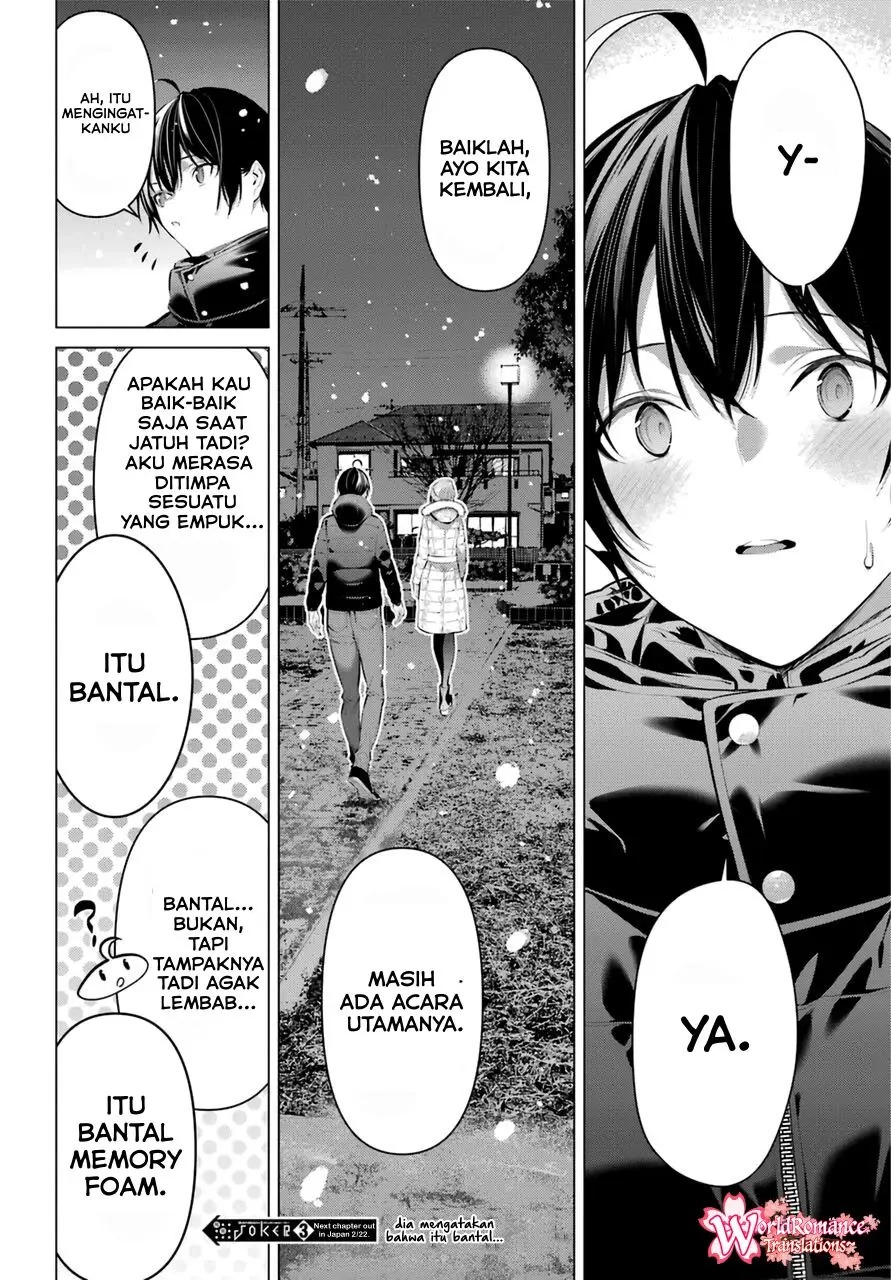 Y-
YA.
BAIKLAH,
AYO KITA
KEMBALI,
MASIH
ADA ACARA
UTAMANYA.
AH, ITU
MENGINGAT-
KANKU
APAKAH KAU
BAIK-BAIK
SAJA SAAT
JATUH TADI?
AKU MERASA
DITIMPA
SESUATU
YANG EMPUK...
ITU
BANTAL.
BANTAL...
BUKAN,
TAPI
TAMPAKNYA
TADI AGAK
LEMBAB...
?
ITU
BANTAL
MEMORY
FOAM.
dia mengatakan
bahwa itu bantal...
JOKER 3
Next chapter out
in Japan 2/22.
WorldRomance
Translations